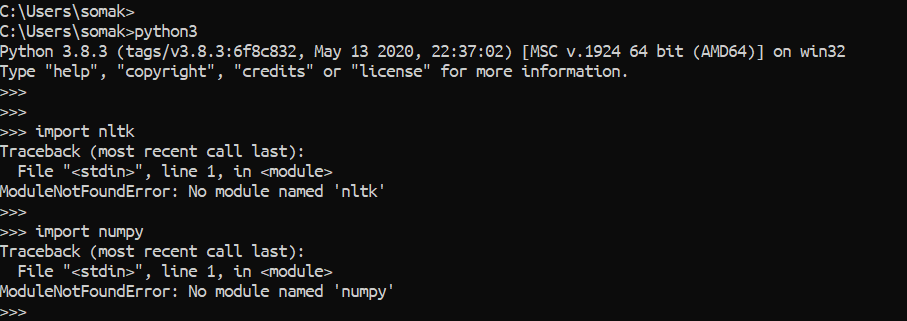 C:\Users\somak>
C:\Users\somak>python3
Python 3.8.3 (tags/v3.8.3:6f8c832, May 13 2020, 22:37:02) [MSC v.1924 64 bit (AMD64)] on win32
Type "help", "copyright", "credits" or "license" for more information.
>>>
>>>
>>> import nltk
Traceback (most recent call last):
  File "<stdin>", line 1, in <module>
ModuleNotFoundError: No module named 'nltk'
>>>
>>> import numpy
Traceback (most recent call last):
  File "<stdin>", line 1, in <module>
ModuleNotFoundError: No module named 'numpy'
>>>